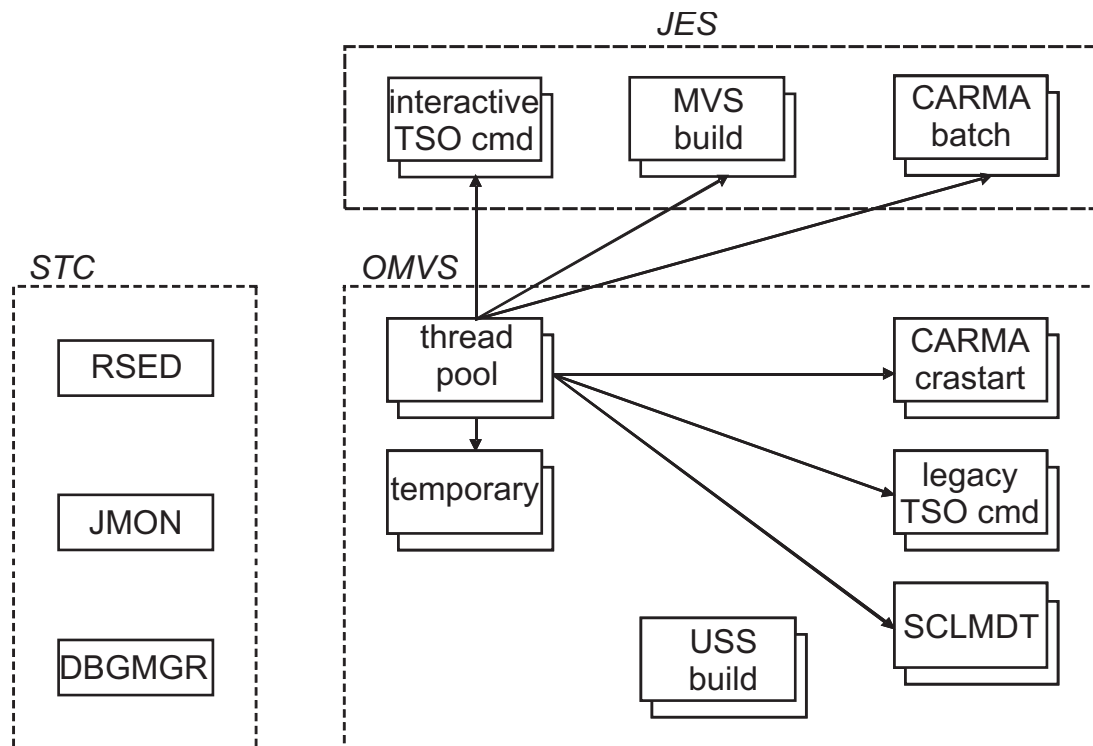 JES
interactive
TSO cmd
MVS
build
CARMA
batch
STC
RSED
JMON
DBGMGR
OMVS
thread
pool
temporary
CARMA
crastart
legacy
TSO cmd
SCLMDT
USS
build